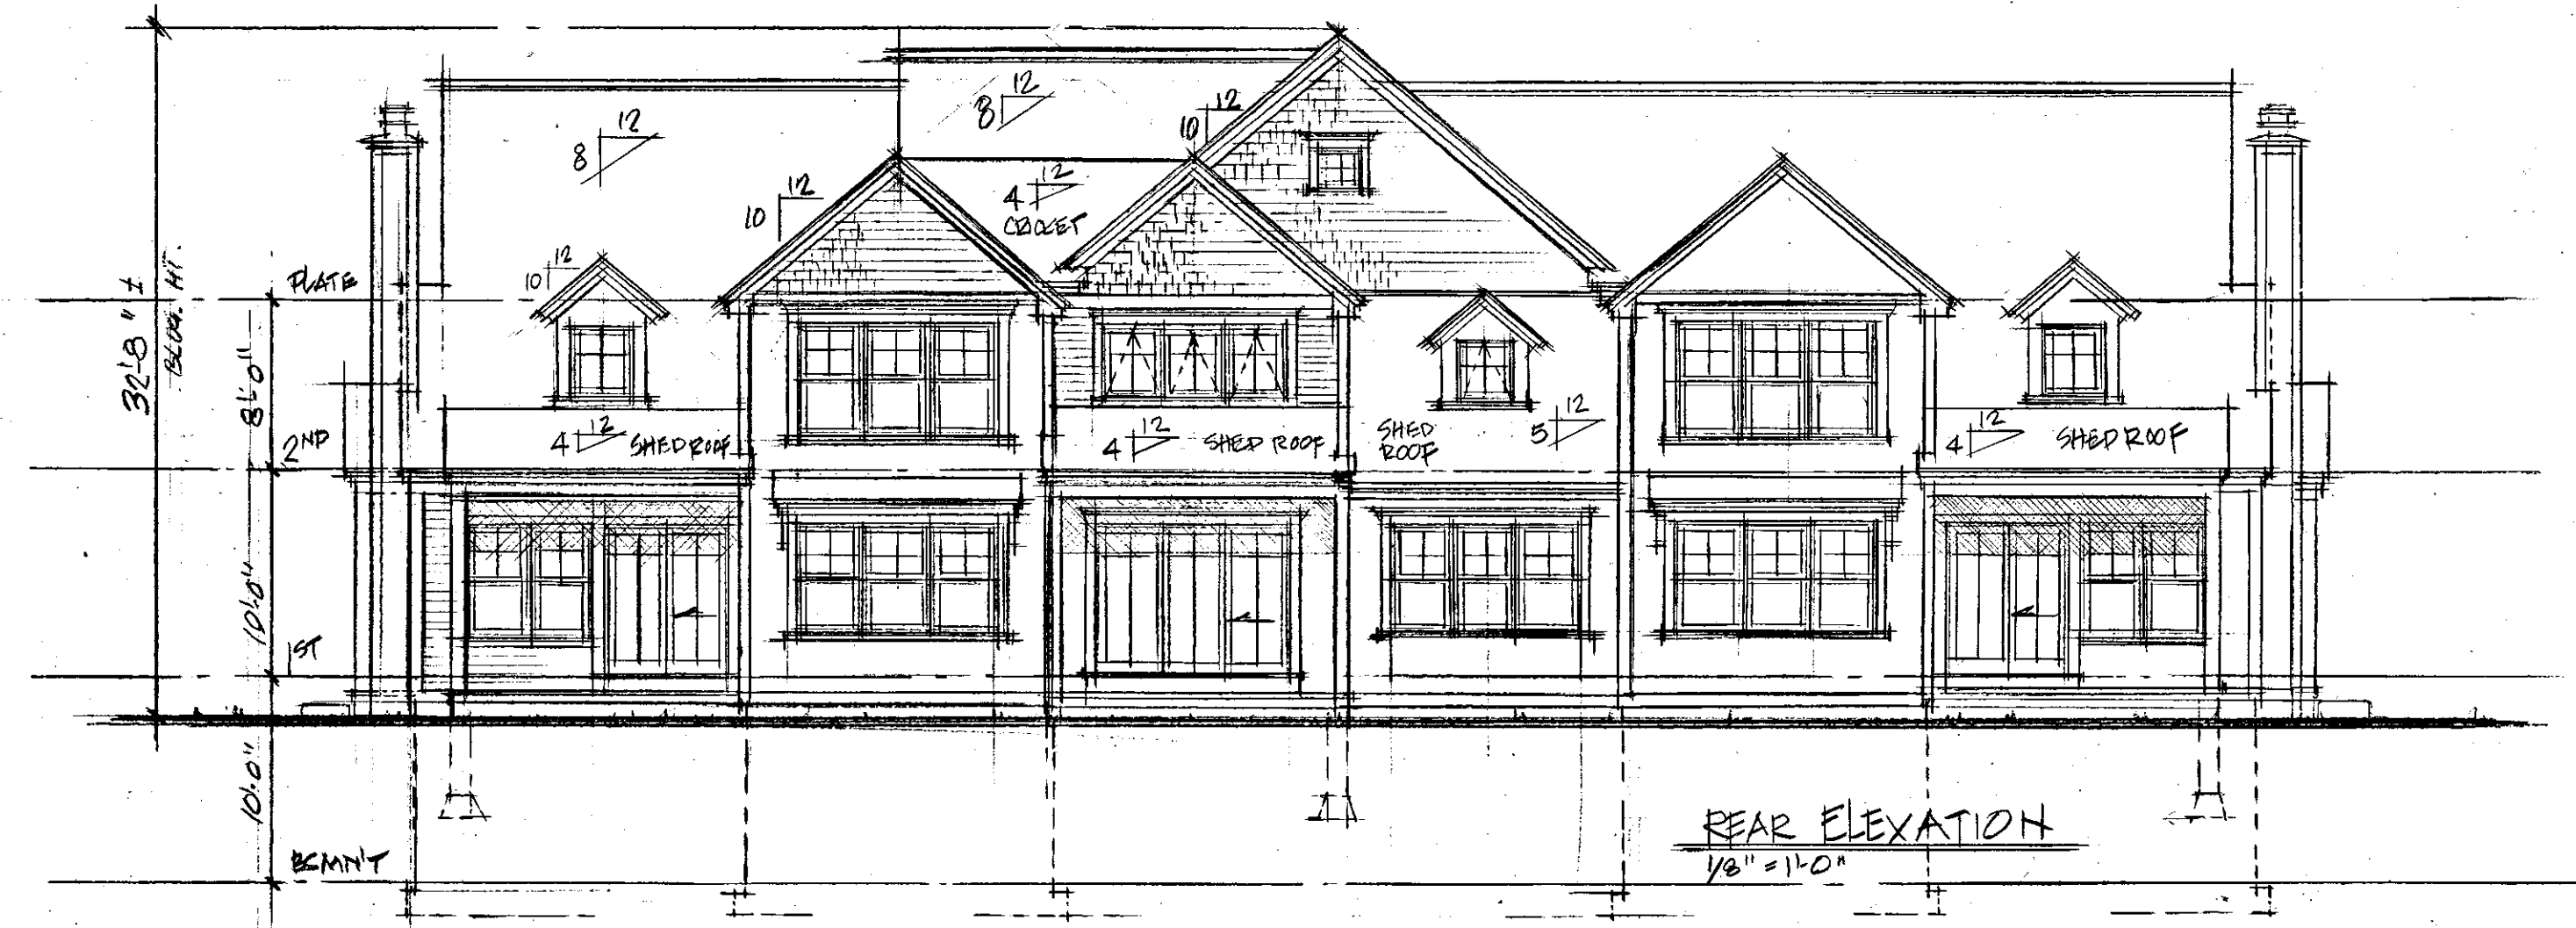 12
8
12
8
12
10
12
10
12
4
CRICKET
12
10
PLATE
32'-8" ±
BLDG. HT.
8'-0"
2ND
12
4
SHED ROOF
12
4
SHED ROOF
SHED
ROOF
12
5
12
4
SHED ROOF
10'-0"
1ST
10'-0"
BSMN'T
REAR ELEVATION
1/8" = 1'-0"